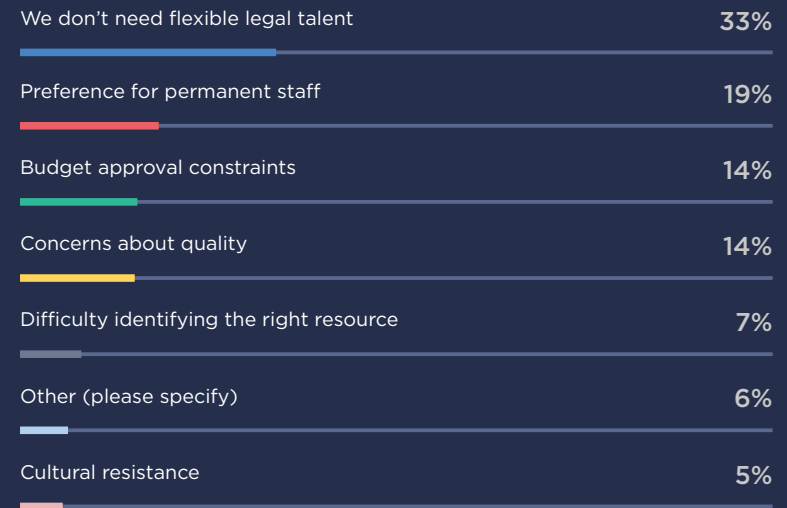 We don’t need flexible legal talent 33%
Preference for permanent staff 19%
Budget approval constraints 14%
Concerns about quality 14%
Difficulty identifying the right resource 7%
Other (please specify) 6%
Cultural resistance 5%